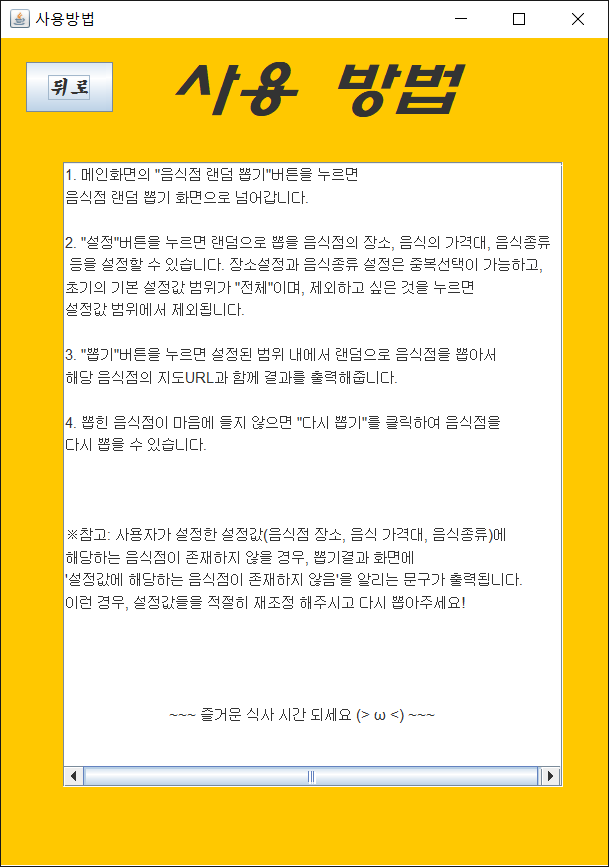 사용방법
뒤로
사용 방법
1. 메인화면의 "음식점 랜덤 뽑기"버튼을 누르면
음식점 랜덤 뽑기 화면으로 넘어갑니다.
2. "설정"버튼을 누르면 랜덤으로 뽑을 음식점의 장소, 음식의 가격대, 음식종류
등을 설정할 수 있습니다. 장소설정과 음식종류 설정은 중복선택이 가능하고,
초기의 기본 설정값 범위가 "전체"이며, 제외하고 싶은 것을 누르면
설정값 범위에서 제외됩니다.
3. "뽑기"버튼을 누르면 설정된 범위 내에서 랜덤으로 음식점을 뽑아서
해당 음식점의 지도URL과 함께 결과를 출력해줍니다.
4. 뽑힌 음식점이 마음에 들지 않으면 "다시 뽑기"를 클릭하여 음식점을
다시 뽑을 수 있습니다.
※참고: 사용자가 설정한 설정값(음식점 장소, 음식 가격대, 음식종류)에
해당하는 음식점이 존재하지 않을 경우, 뽑기결과 화면에
'설정값에 해당하는 음식점이 존재하지 않음'을 알리는 문구가 출력됩니다.
이런 경우, 설정값들을 적절히 재조정 해주시고 다시 뽑아주세요!
~~~ 즐거운 식사 시간 되세요 (> ω <) ~~~